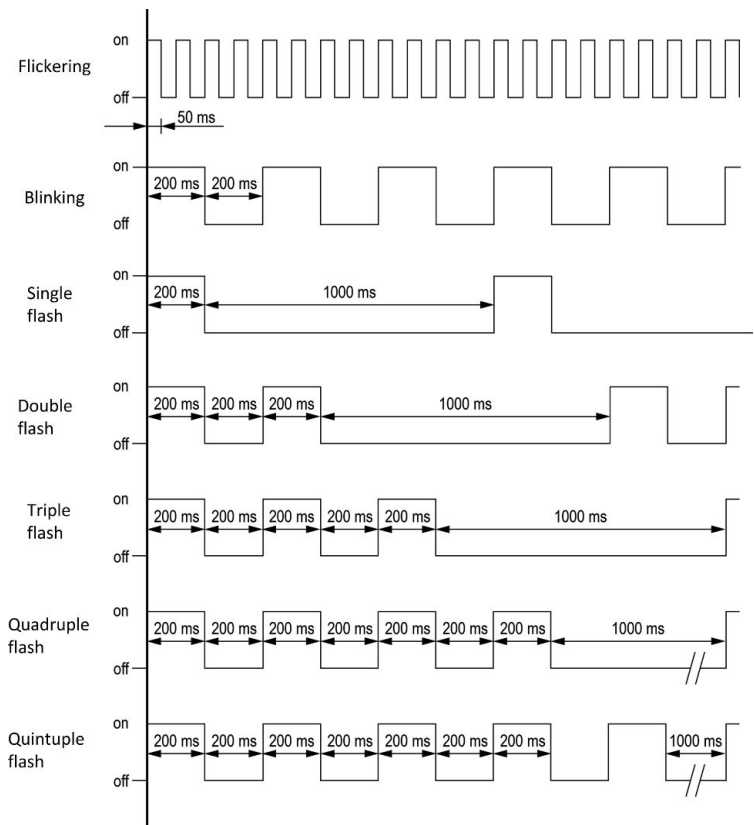 on
Flickering
off
50 ms
on
200 ms 200 ms
Blinking
off
on
Single
flash
200 ms 1000 ms
off
on
Double
flash
200 ms 200 ms 200 ms 1000 ms
off
on
Triple
flash
200 ms 200 ms 200 ms 200 ms 200 ms 1000 ms
off
on
Quadruple
flash
200 ms 200 ms 200 ms 200 ms 200 ms 200 ms 200 ms 1000 ms
off
on
Quintuple
flash
200 ms 200 ms 200 ms 200 ms 200 ms 200 ms 200 ms 1000 ms
off